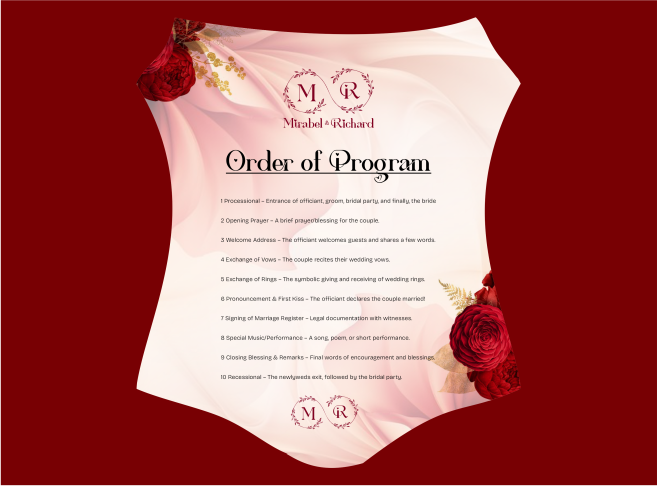 M R
Mirabel & Richard
Order of Program
1 Processional – Entrance of officiant, groom, bridal party, and finally, the bride
2 Opening Prayer – A brief prayer/blessing for the couple.
3 Welcome Address – The officiant welcomes guests and shares a few words.
4 Exchange of Vows – The couple recites their wedding vows.
5 Exchange of Rings – The symbolic giving and receiving of wedding rings.
6 Pronouncement & First Kiss – The officiant declares the couple married!
7 Signing of Marriage Register – Legal documentation with witnesses.
8 Special Music/Performance – A song, poem, or short performance.
9 Closing Blessing & Remarks – Final words of encouragement and blessings.
10 Recessional – The newlyweds exit, followed by the bridal party.
M R